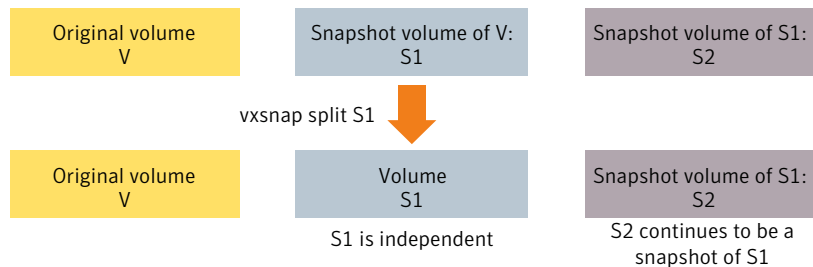 Original volume
V
Snapshot volume of V:
S1
Snapshot volume of S1:
S2
vxsnap split S1
Original volume
V
Volume
S1
Snapshot volume of S1:
S2
S1 is independent
S2 continues to be a
snapshot of S1